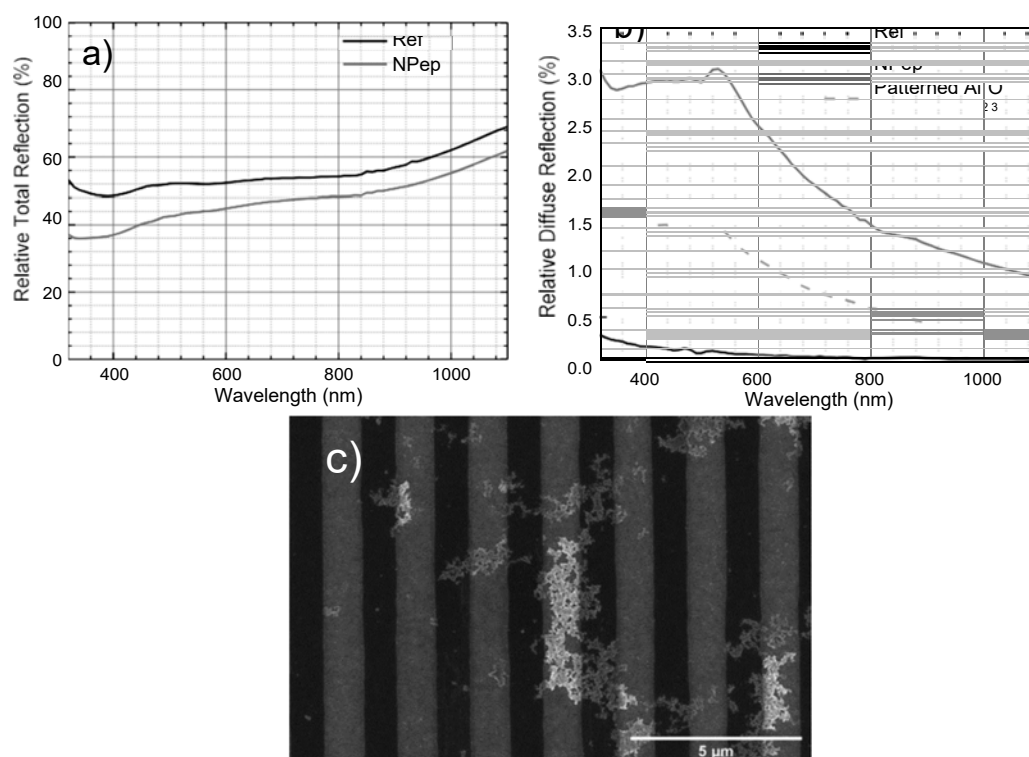 a)
Ref
NPep
100
80
60
40
20
0
400
600
800
1000
Relative Total Reflection (%)
Wavelength (nm)
b)
Ref
NPep
Patterned Al O
2 3
3.5
3.0
2.5
2.0
1.5
1.0
0.5
0.0
400
600
800
1000
Relative Diffuse Reflection (%)
Wavelength (nm)
c)
5 µm